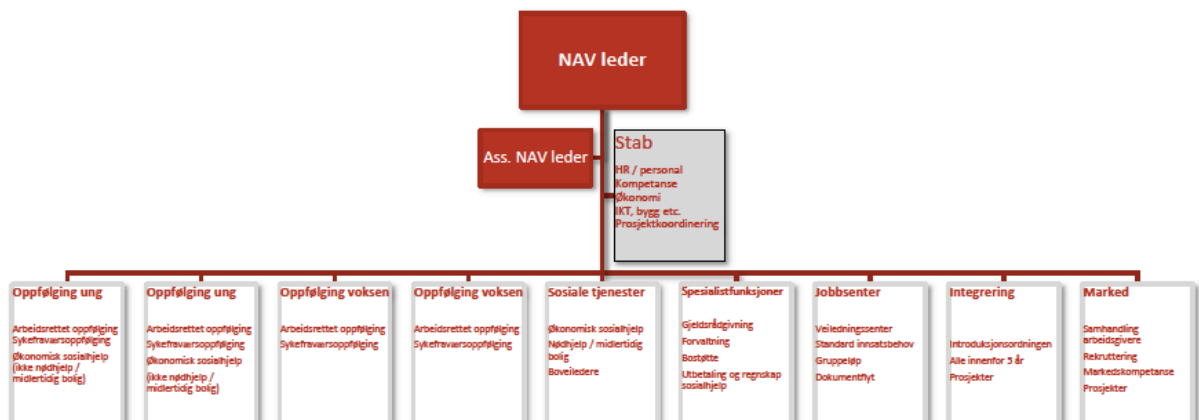 NAV leder
Ass. NAV leder
Stab
HR / personal
Kompetanse
Økonomi
IKT, bygg etc.
Prosjektkoordinering
Oppfølging ung
Arbeidsrettet oppfølging
Sykefraværsoppfølging
Økonomisk sosialhjelp
(ikke nødhjelp /
midlertidig bolig)
Oppfølging ung
Arbeidsrettet oppfølging
Sykefraværsoppfølging
Økonomisk sosialhjelp
(ikke nødhjelp /
midlertidig bolig)
Oppfølging voksen
Arbeidsrettet oppfølging
Sykefraværsoppfølging
Oppfølging voksen
Arbeidsrettet oppfølging
Sykefraværsoppfølging
Sosiale tjenester
Økonomisk sosialhjelp
Nødhjelp / midlertidig
bolig
Boveiledere
Spesialistfunksjoner
Gjeldsrådgivning
Forvaltning
Bostøtte
Utbetaling og regnskap
sosialhjelp
Jobbsenter
Veiledningssenter
Standard innsatsbehov
Gruppeløp
Dokumentflyt
Integrering
Introduksjonsordningen
Alle innenfor 5 år
Prosjekter
Marked
Samhandling
arbeidsgivere
Rekruttering
Markedskompetanse
Prosjekter